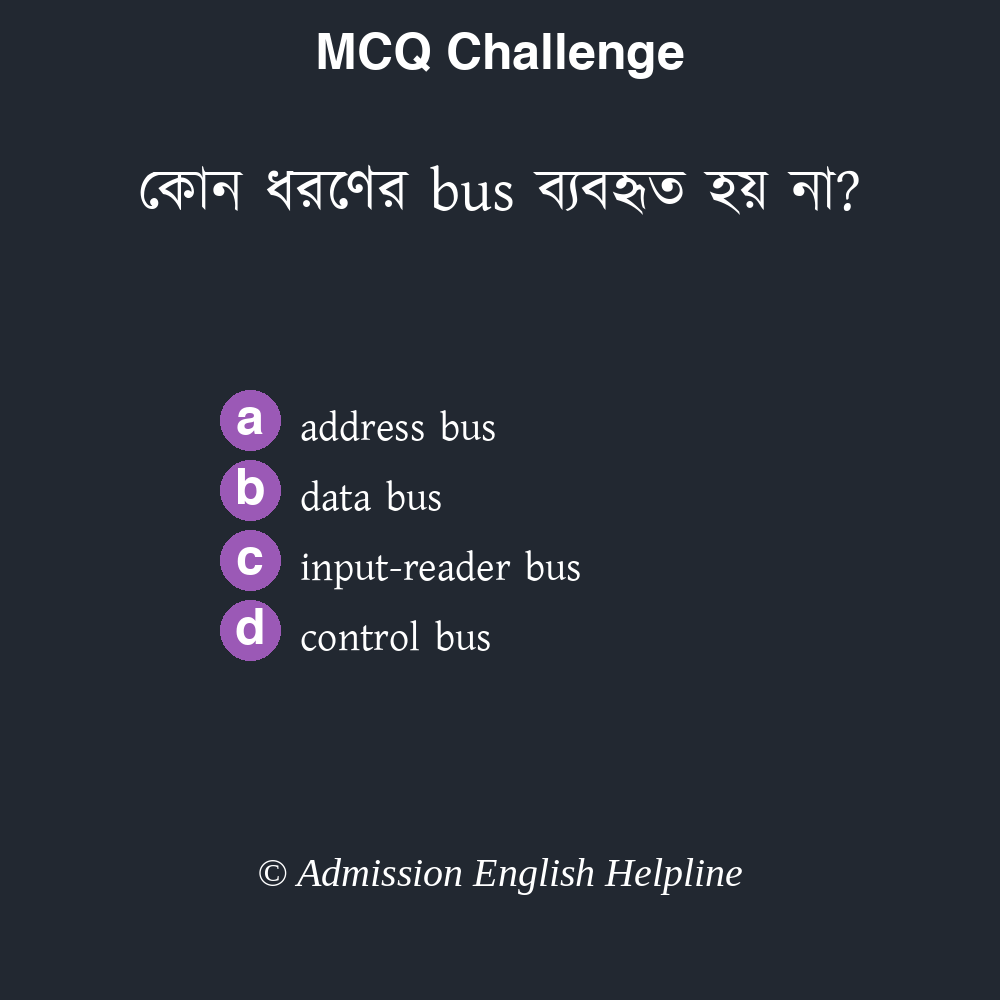 MCQ Challenge
কোন ধরণের bus ব্যবহৃত হয় না?
a address bus
b data bus
c input-reader bus
d control bus
© Admission English Helpline